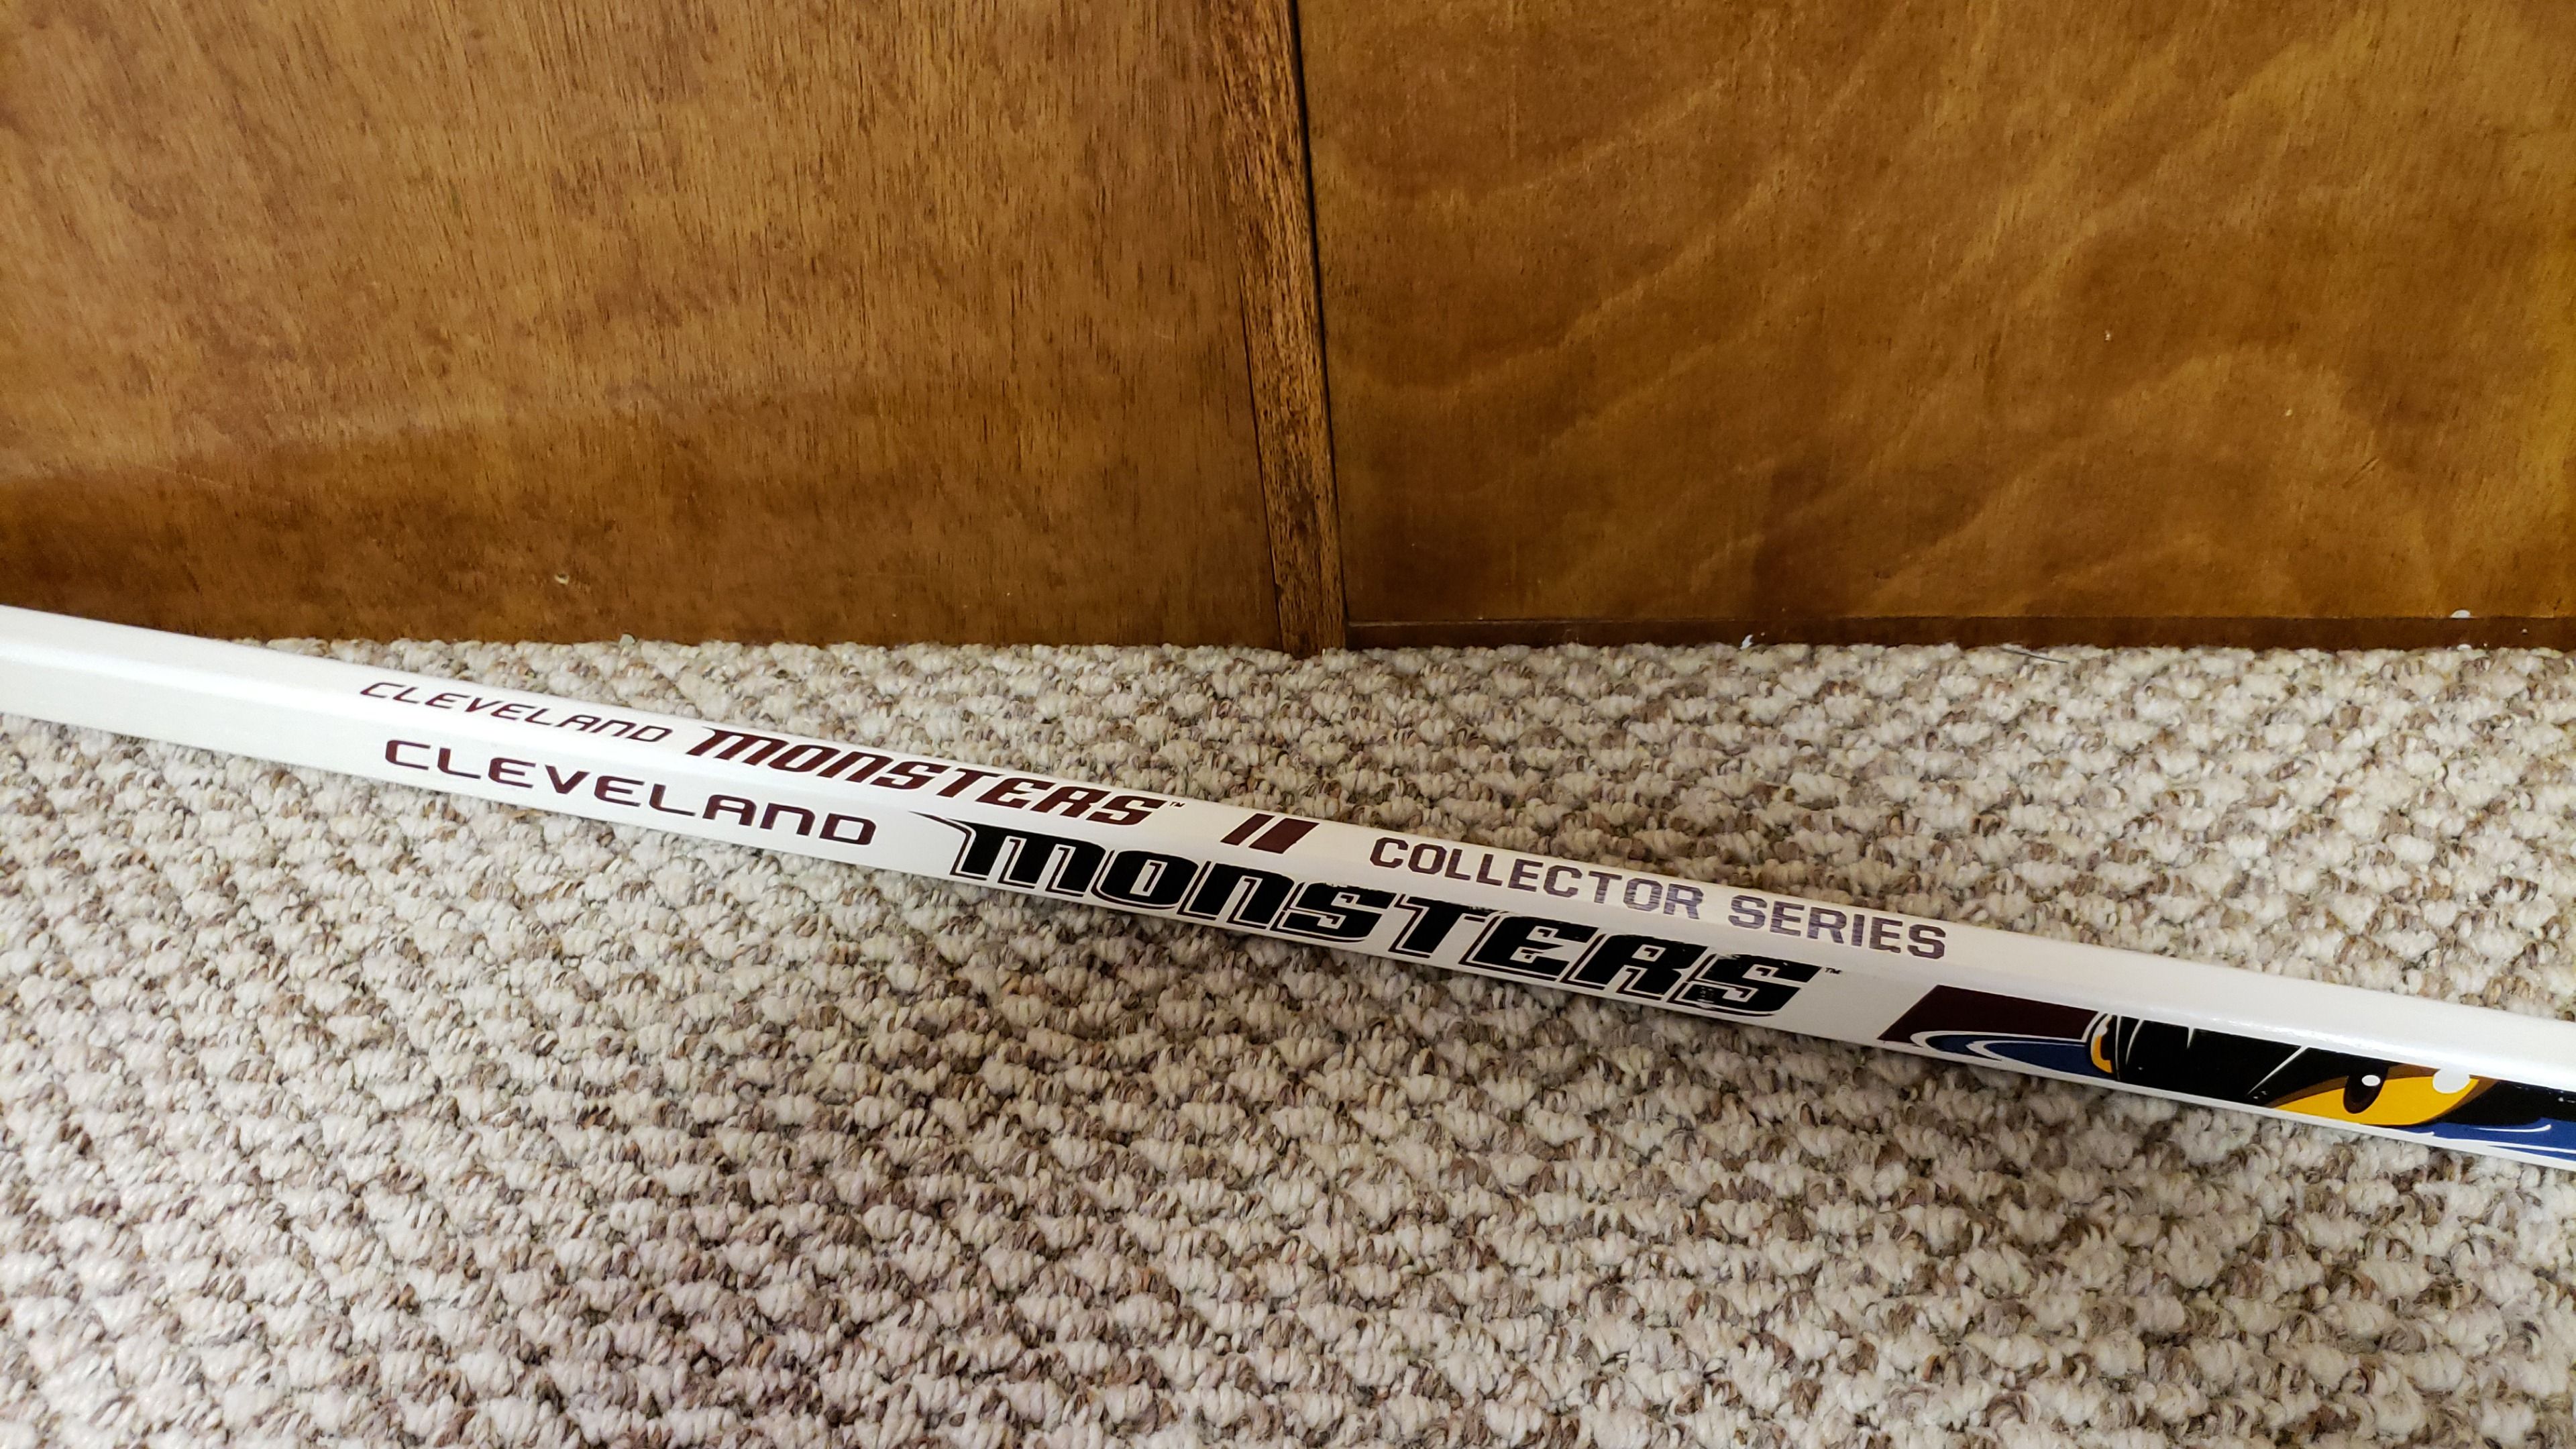 CLEVELAND MONSTERS™ II COLLECTOR SERIES
CLEVELAND MONSTERS™